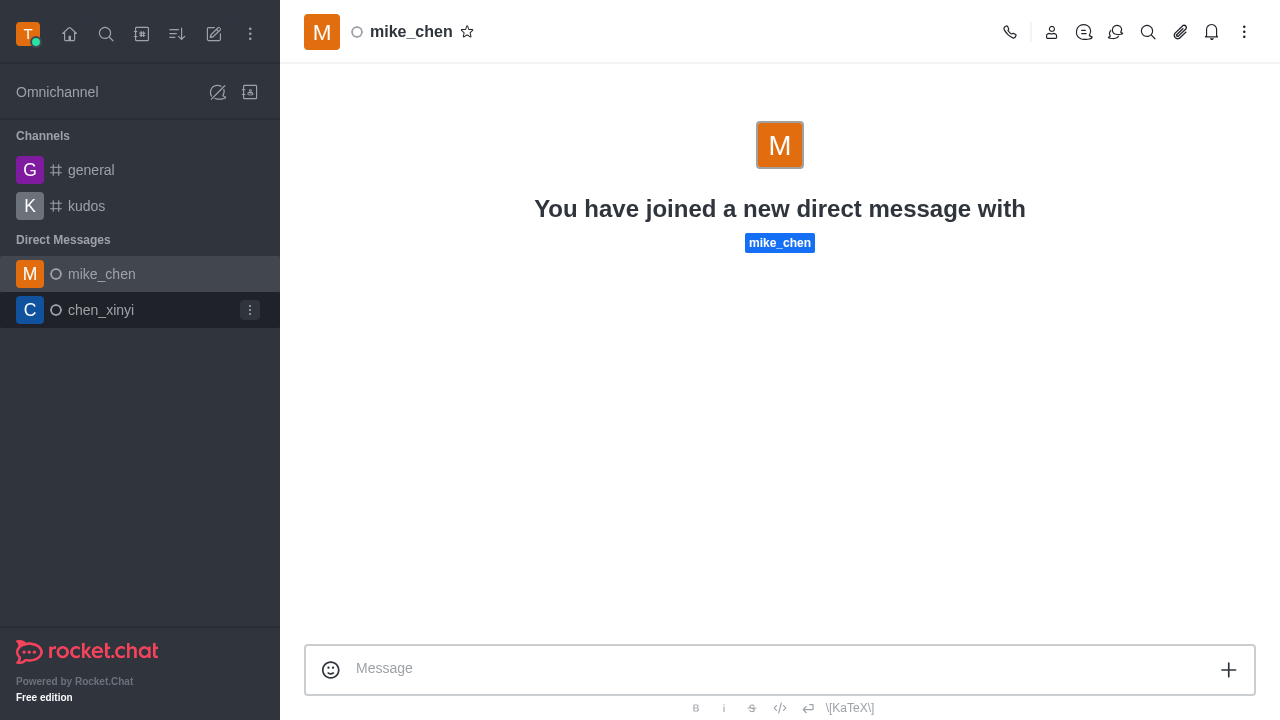 T
Omnichannel
Channels
G general
K kudos
Direct Messages
M mike_chen
C chen_xinyi
rocket.chat
Powered by Rocket.Chat
Free edition
M mike_chen
M
You have joined a new direct message with
mike_chen
Message
B i S </> \[KaTeX\]